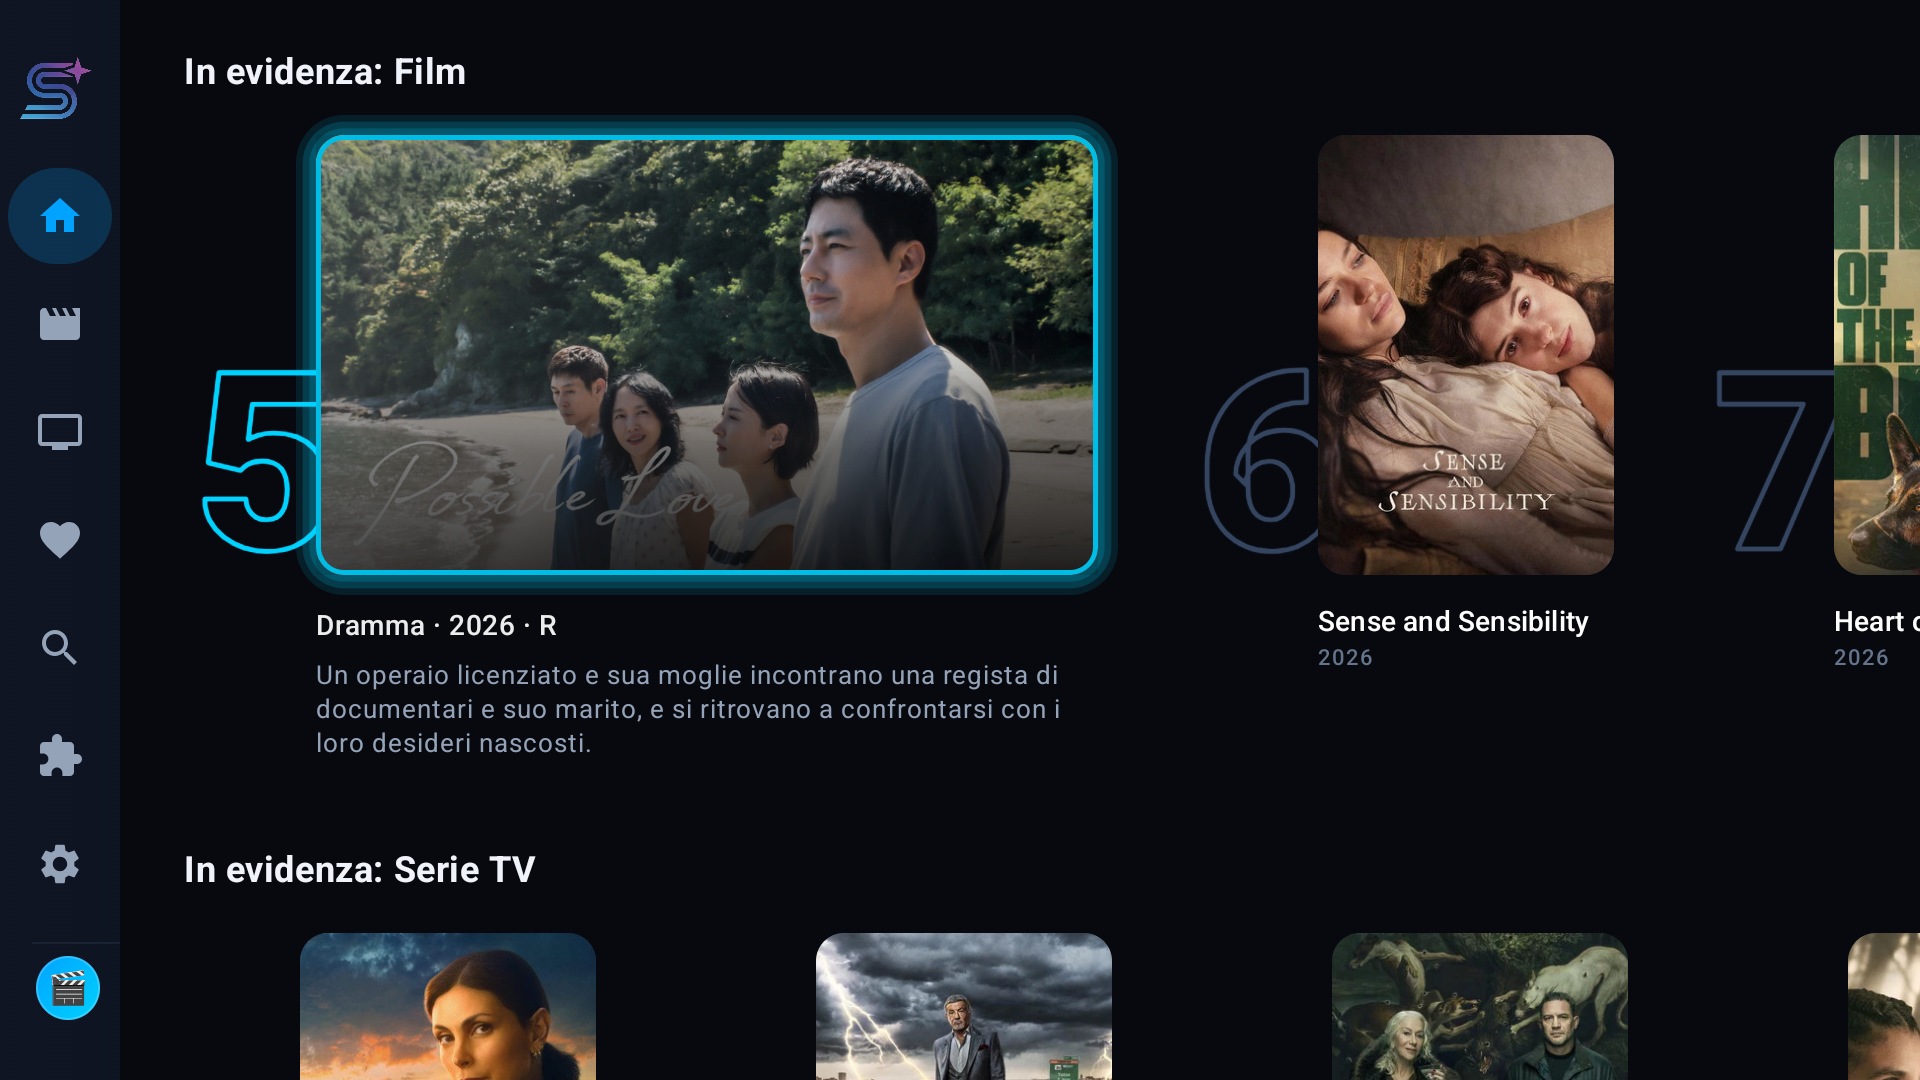 In evidenza: Film
5
Possible Love
Dramma · 2026 · R
Un operaio licenziato e sua moglie incontrano una regista di
documentari e suo marito, e si ritrovano a confrontarsi con i
loro desideri nascosti.
6
SENSE
AND
SENSIBILITY
Sense and Sensibility
2026
7
OF
THE
Heart
2026
In evidenza: Serie TV